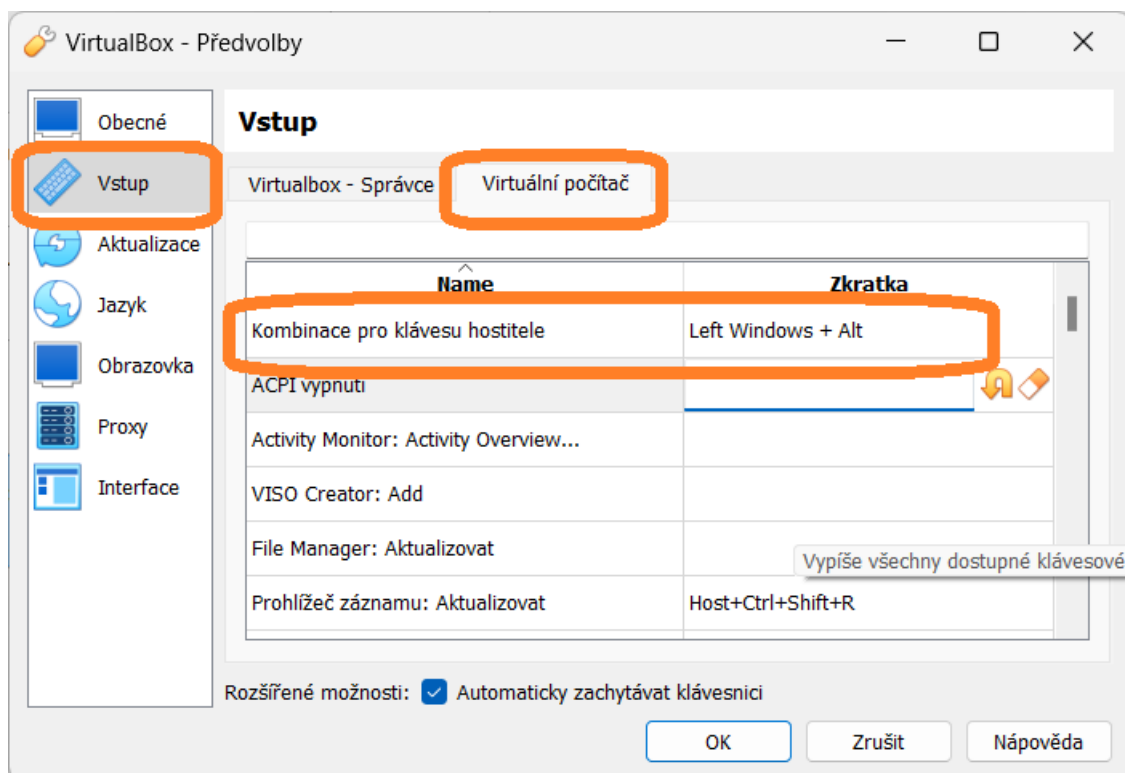 VirtualBox - Předvolby
Obecné
Vstup
Aktualizace
Jazyk
Obrazovka
Proxy
Interface
Vstup
Virtualbox - Správce
Virtuální počítač
Name
Zkratka
Kombinace pro klávesu hostitele
Left Windows + Alt
ACPI vypnutí
Activity Monitor: Activity Overview...
VISO Creator: Add
File Manager: Aktualizovat
Vypíše všechny dostupné klávesové
Prohlížeč záznamu: Aktualizovat
Host+Ctrl+Shift+R
Rozšířené možnosti:
Automaticky zachytávat klávesnici
OK
Zrušit
Nápověda